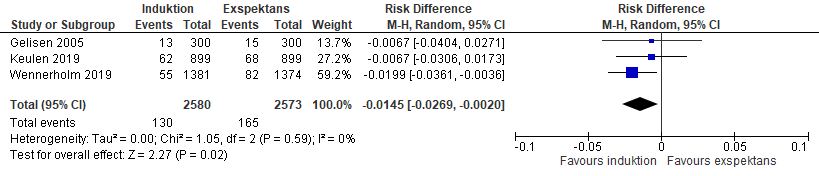 Induktion Expektans Risk Difference Risk Difference
Study or Subgroup Events Total Events Total Weight M-H, Random, 95% CI M-H, Random, 95% CI
Gelisen 2005 13 300 15 300 13.7% -0.0067 [-0.0404, 0.0271]
Keulen 2019 62 899 68 899 27.2% -0.0067 [-0.0306, 0.0173]
Wennerholm 2019 55 1381 82 1374 59.2% -0.0199 [-0.0361, -0.0036]
Total (95% CI) 2580 2573 100.0% -0.0145 [-0.0269, -0.0020]
Total events 130 165
Heterogeneity: Tau² = 0.00; Chi² = 1.05, df = 2 (P = 0.59); I² = 0%
Test for overall effect: Z = 2.27 (P = 0.02)
-0.1 -0.05 0 0.05 0.1
Favours induktion Favours exspektans